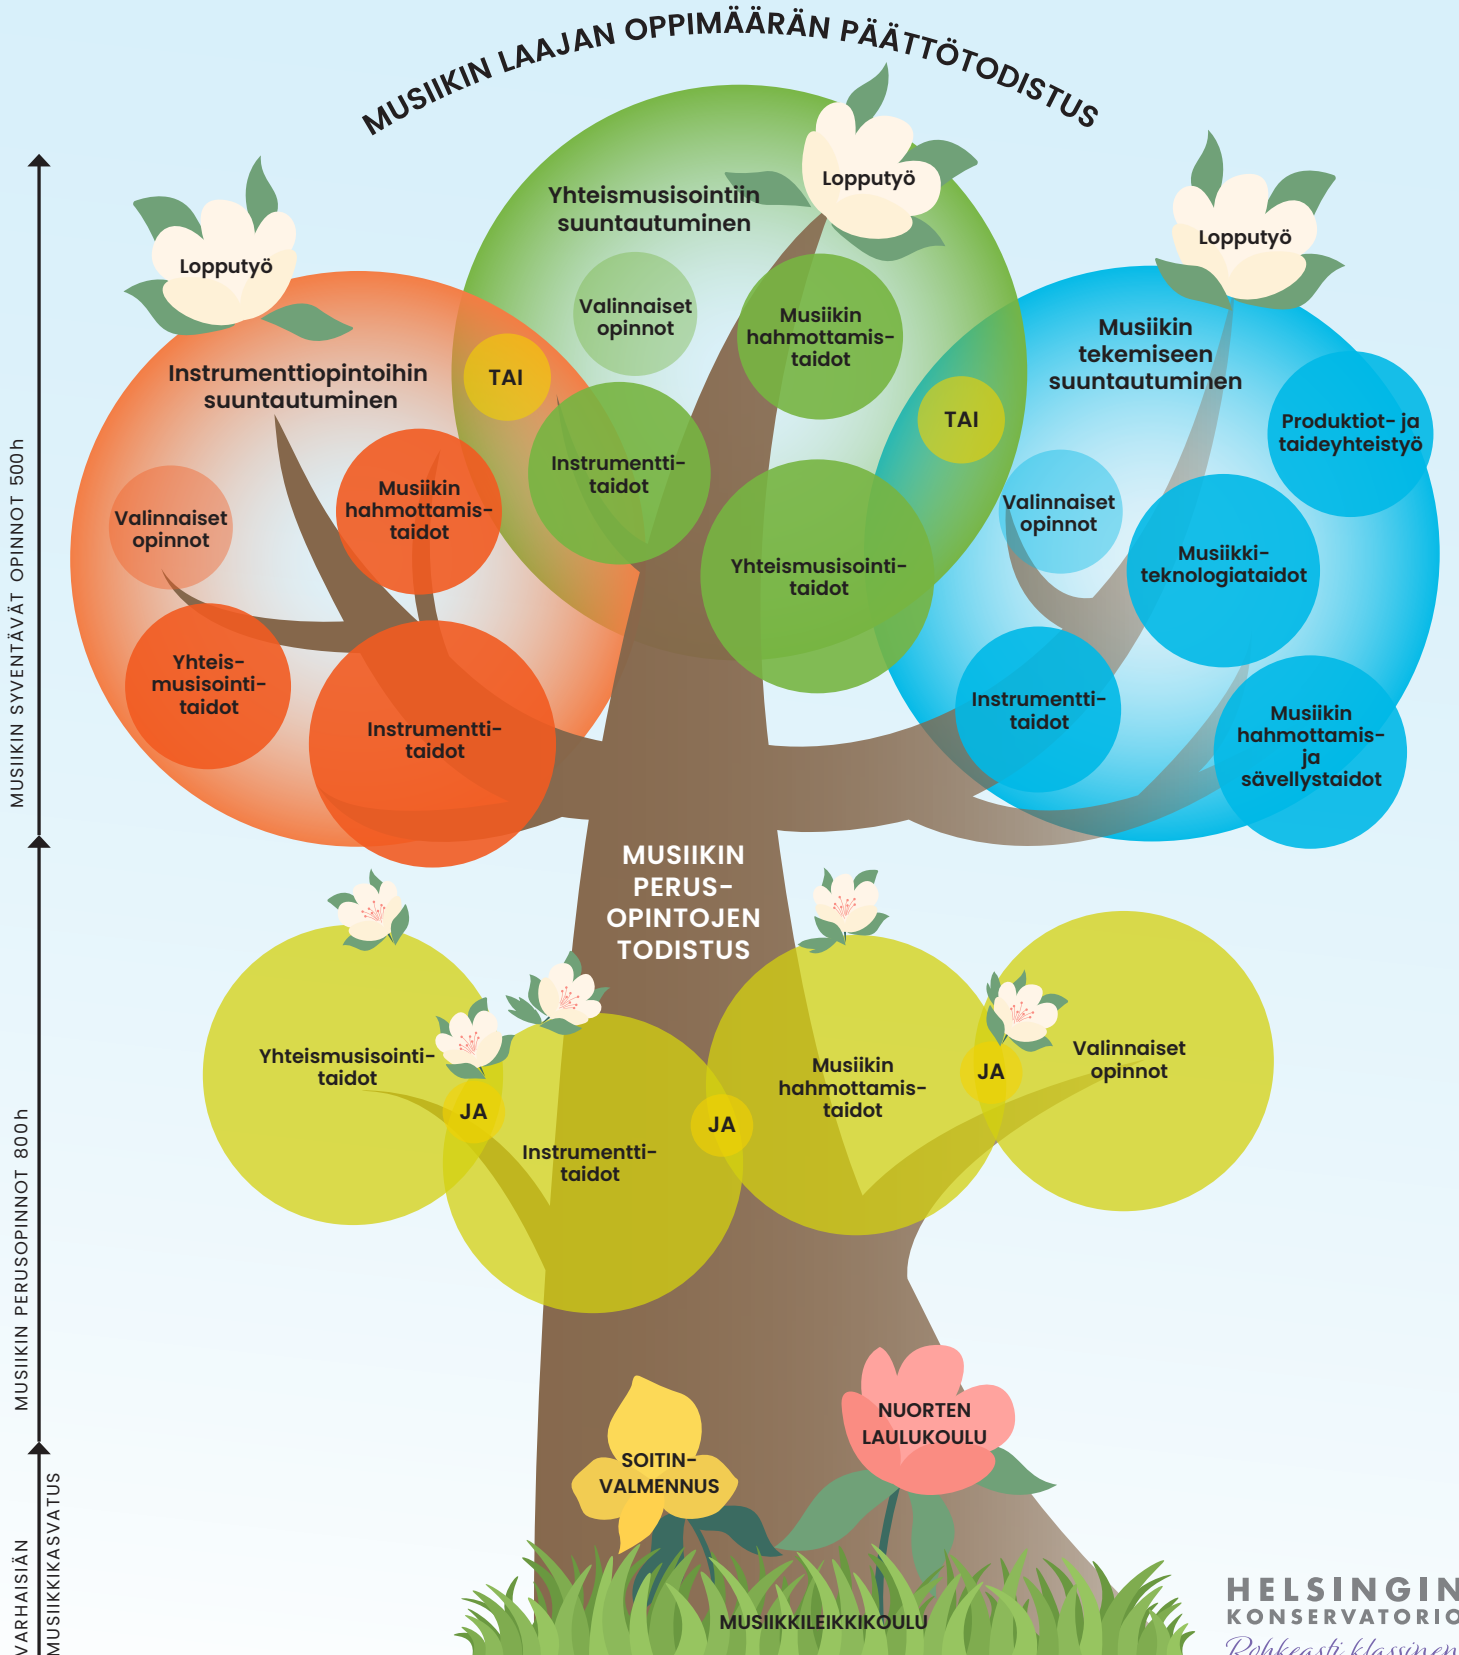 MUSIIKIN LAAJAN OPPIMÄÄRÄN PÄÄTTÖTODISTUS
Lopputyö
Instrumenttiopintoihin
suuntautuminen
Valinnaiset
opinnot
Musiikin
hahmottamis-
taidot
Yhteis-
musisointi-
taidot
Instrumentti-
taidot
TAI
Lopputyö
Yhteismusisointiin
suuntautuminen
Valinnaiset
opinnot
Musiikin
hahmottamis-
taidot
Instrumentti-
taidot
Yhteismusisointi-
taidot
TAI
Lopputyö
Musiikin
tekemiseen
suuntautuminen
Produktiot- ja
taideyhteistyö
Valinnaiset
opinnot
Musiikki-
teknologiataidot
Instrumentti-
taidot
Musiikin
hahmottamis-
ja
sävellystaidot
MUSIIKIN SYVENTÄVÄT OPINNOT 500h
MUSIIKIN
PERUS-
OPINTOJEN
TODISTUS
Yhteismusisointi-
taidot
JA
Instrumentti-
taidot
JA
Musiikin
hahmottamis-
taidot
JA
Valinnaiset
opinnot
MUSIIKIN PERUSOPINNOT 800h
SOITIN-
VALMENNUS
NUORTEN
LAULUKOULU
MUSIIKKILEIKKIKOULU
VARHAISIÄN
MUSIIKKIKASVATUS
HELSINGIN
KONSERVATORIO
Rohkeasti klassinen